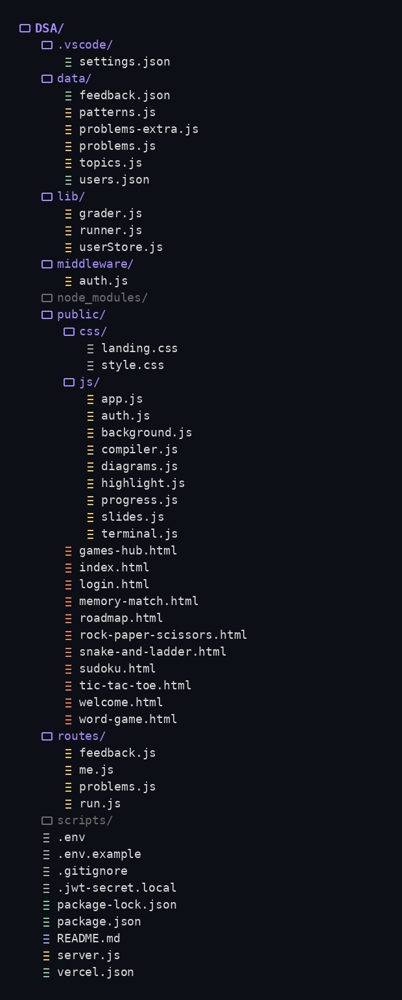 DSA/
.vscode/
settings.json
data/
feedback.json
patterns.js
problems-extra.js
problems.js
topics.js
users.json
lib/
grader.js
runner.js
userStore.js
middleware/
auth.js
node_modules/
public/
css/
landing.css
style.css
js/
app.js
auth.js
background.js
compiler.js
diagrams.js
highlight.js
progress.js
slides.js
terminal.js
games-hub.html
index.html
login.html
memory-match.html
roadmap.html
rock-paper-scissors.html
snake-and-ladder.html
sudoku.html
tic-tac-toe.html
welcome.html
word-game.html
routes/
feedback.js
me.js
problems.js
run.js
scripts/
.env
.env.example
.gitignore
.jwt-secret.local
package-lock.json
package.json
README.md
server.js
vercel.json